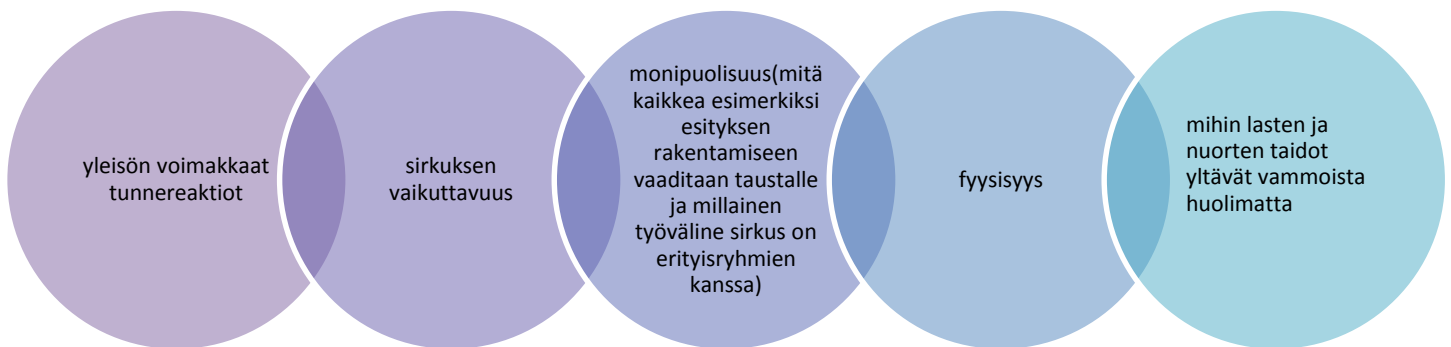 yleisön voimakkaat
tunnereaktiot
sirkuksen
vaikuttavuus
monipuolisuus(mitä
kaikkea esimerkiksi
esityksen
rakentamiseen
vaaditaan taustalle
ja millainen
työväline sirkus on
erityisryhmien
kanssa)
fyysisyys
mihin lasten ja
nuorten taidot
yltävät vammoista
huolimatta